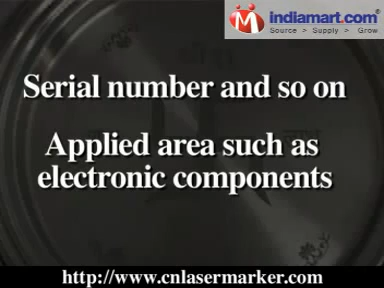 indiamart.com
Source > Supply > Grow
Serial number and so on
Applied area such as
electronic components
http://www.cnlasermarker.com